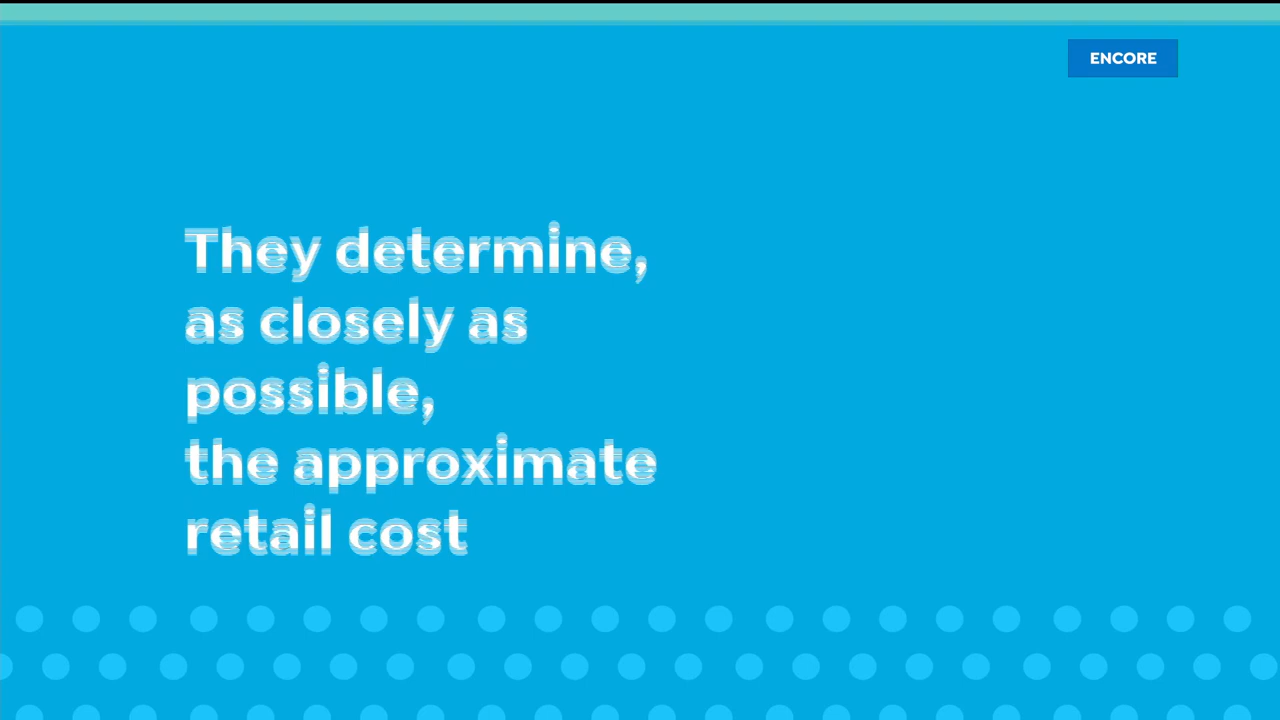 ENCORE
They determine,
as closely as
possible,
the approximate
retail cost